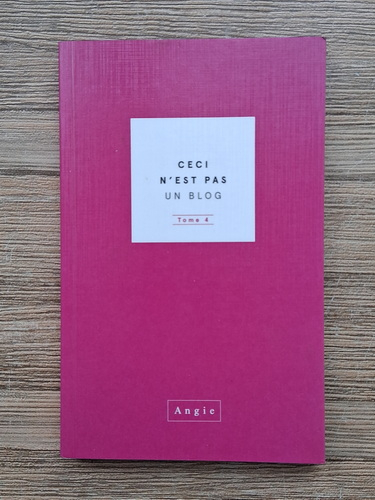 CECI
N'EST PAS
UN BLOG
Tome 4
Angie